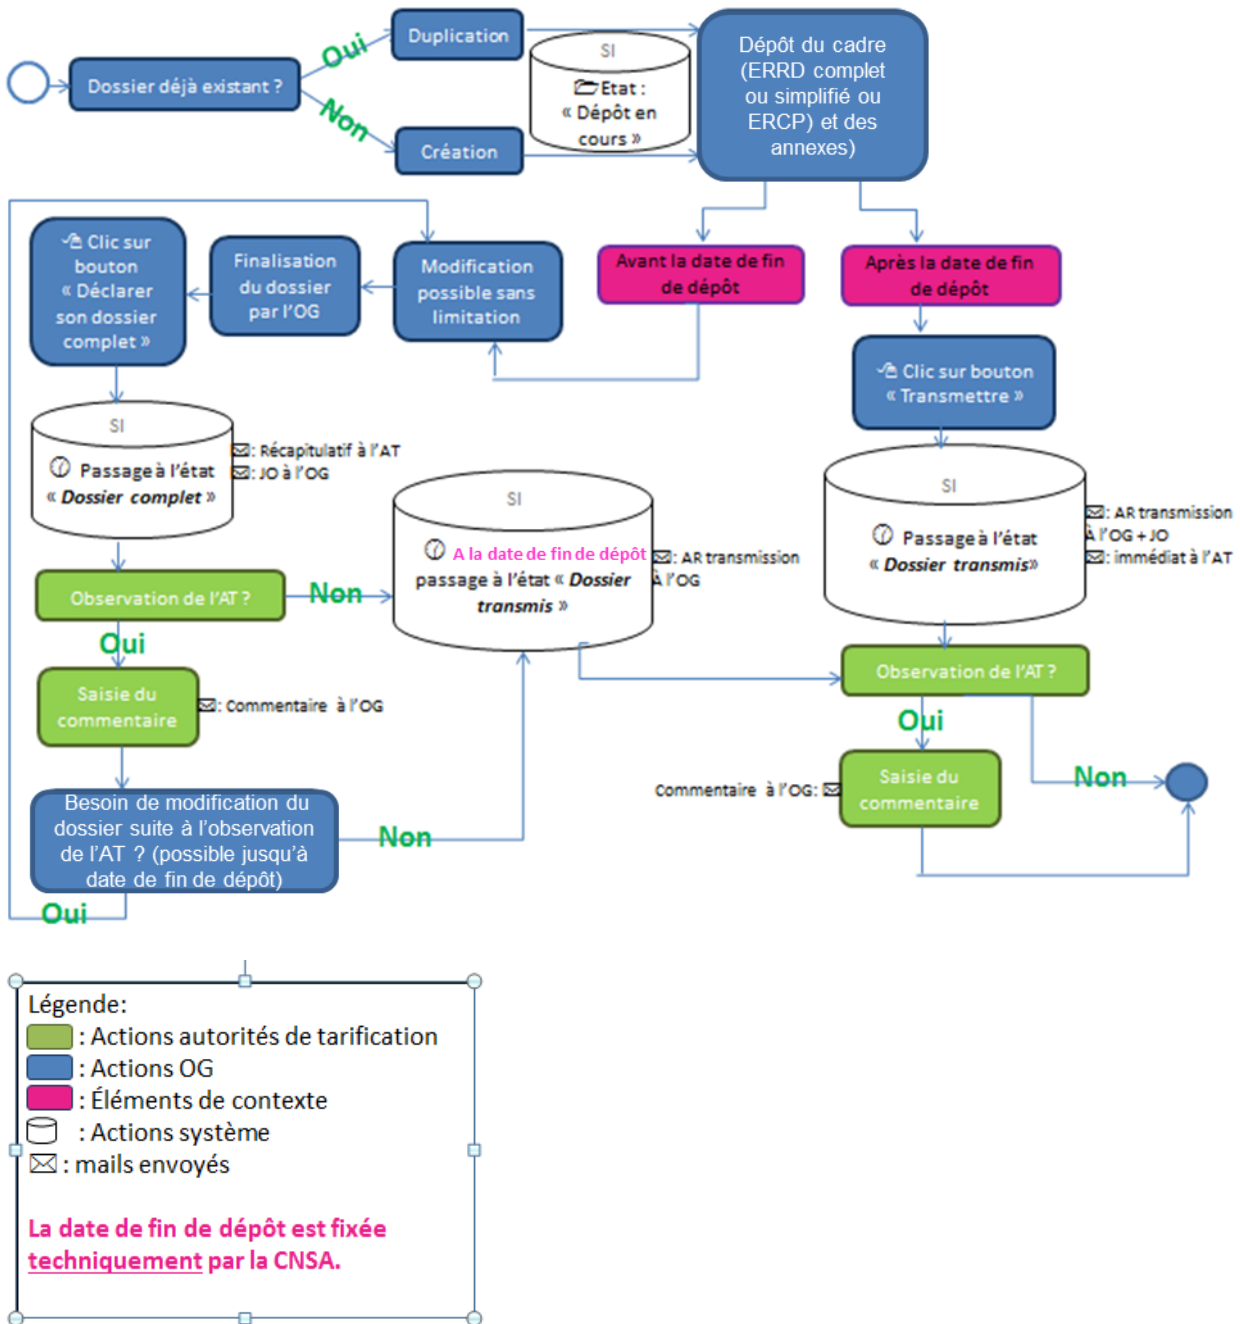 Dossier déjà existant ?
Oui
Non
Duplication
Création
SI
Etat :
« Dépôt en
cours »
Dépôt du cadre
(ERRD complet
ou simplifié ou
ERCP) et des
annexes)
Avant la date de fin
de dépôt
Après la date de fin
de dépôt
Modification
possible sans
limitation
Finalisation
du dossier
par l'OG
Clic sur
bouton
« Déclarer
son dossier
complet »
Clic sur bouton
« Transmettre »
SI
Passage à l'état
« Dossier complet »
: Récapitulatif à l'AT
: JO à l'OG
SI
A la date de fin de dépôt
passage à l'état « Dossier
transmis »
: AR transmission
À l'OG
SI
Passage à l'état
« Dossier transmis»
: AR transmission
À l'OG + JO
: immédiat à l'AT
Observation de l'AT ?
Non
Oui
Saisie du
commentaire
: Commentaire à l'OG
Besoin de modification du
dossier suite à l'observation
de l'AT ? (possible jusqu'à
date de fin de dépôt)
Non
Oui
Observation de l'AT ?
Oui
Non
Saisie du
commentaire
Commentaire à l'OG:
Légende:
: Actions autorités de tarification
: Actions OG
: Éléments de contexte
: Actions système
: mails envoyés
La date de fin de dépôt est fixée
techniquement par la CNSA.